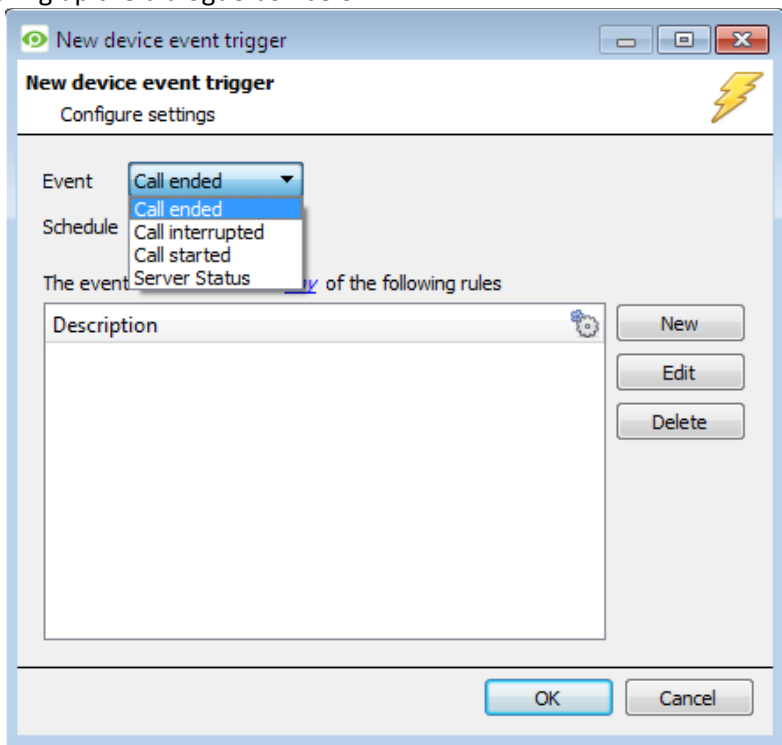 New device event trigger
New device event trigger
Configure settings
Event Call ended
Call ended
Schedule
Call interrupted
Call started
Server Status
The event of the following rules
Description
New
Edit
Delete
OK Cancel